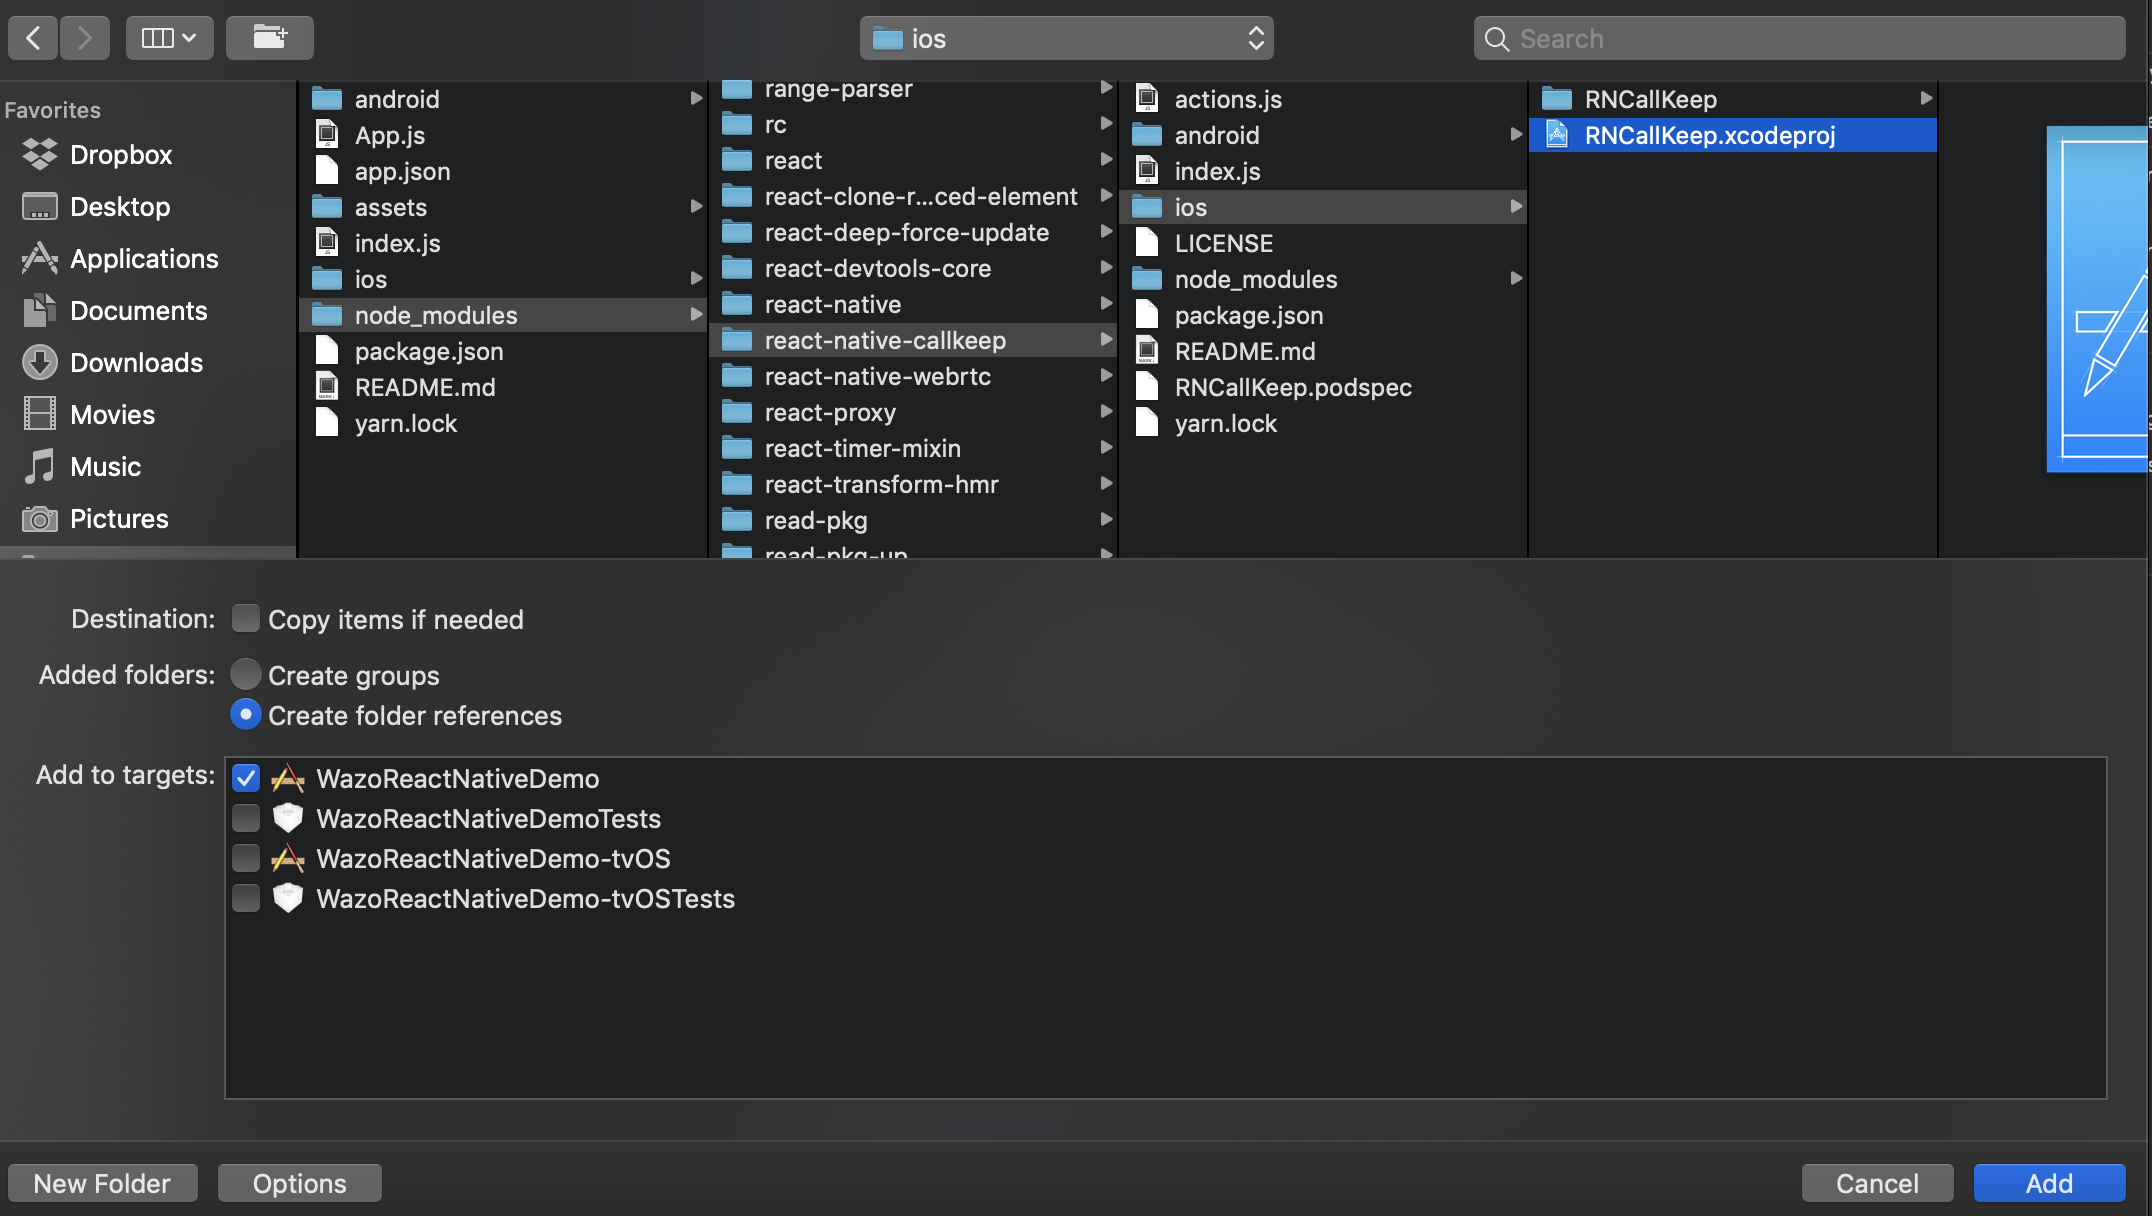 ios
Search
Favorites
Dropbox
Desktop
Applications
Documents
Downloads
Movies
Music
Pictures
android
App.js
app.json
assets
index.js
ios
node_modules
package.json
README.md
yarn.lock
range-parser
rc
react
react-clone-r...ced-element
react-deep-force-update
react-devtools-core
react-native
react-native-callkeep
react-native-webrtc
react-proxy
react-timer-mixin
react-transform-hmr
read-pkg
read-pkg-up
actions.js
android
index.js
ios
LICENSE
node_modules
package.json
README.md
RNCallKeep.podspec
yarn.lock
RNCallKeep
RNCallKeep.xcodeproj
Destination: Copy items if needed
Added folders: Create groups
Create folder references
Add to targets: WazoReactNativeDemo
WazoReactNativeDemoTests
WazoReactNativeDemo-tvOS
WazoReactNativeDemo-tvOSTests
New Folder Options Cancel Add